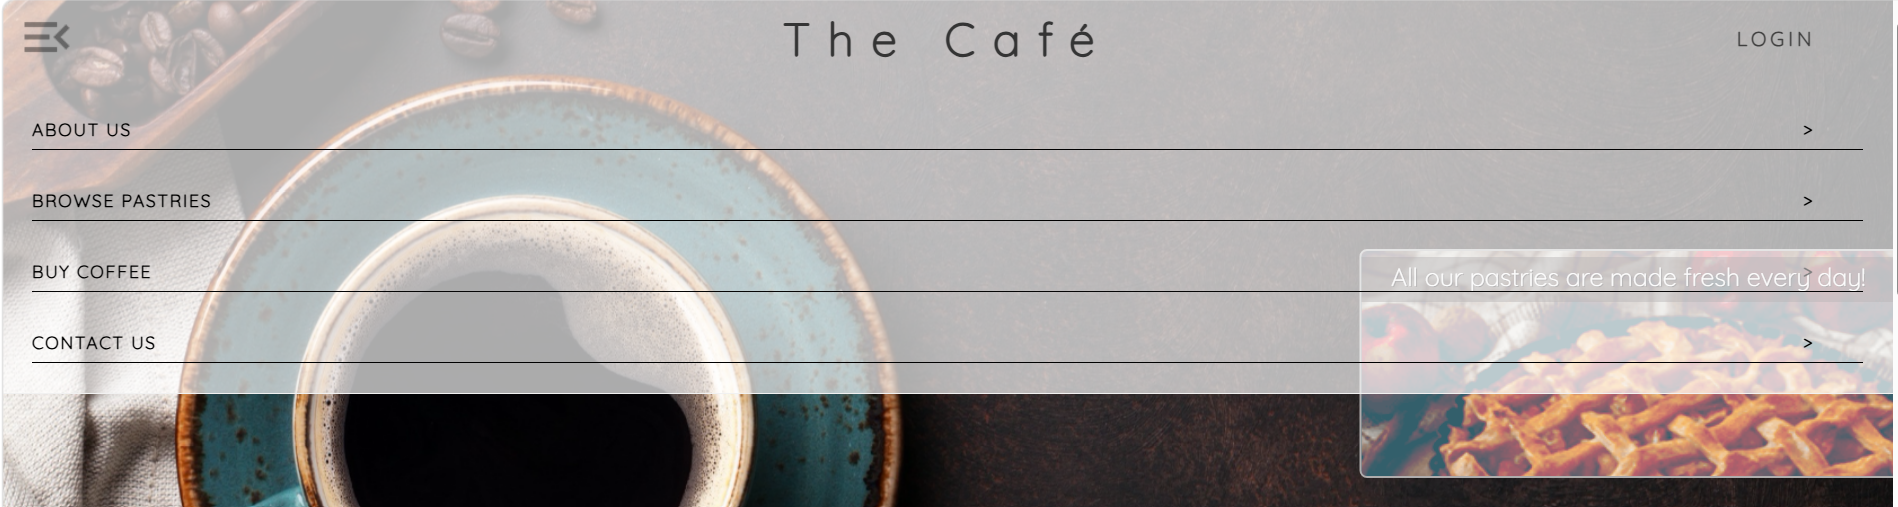 The Café
LOGIN
ABOUT US >
BROWSE PASTRIES >
BUY COFFEE >
All our pastries are made fresh every day!
CONTACT US >